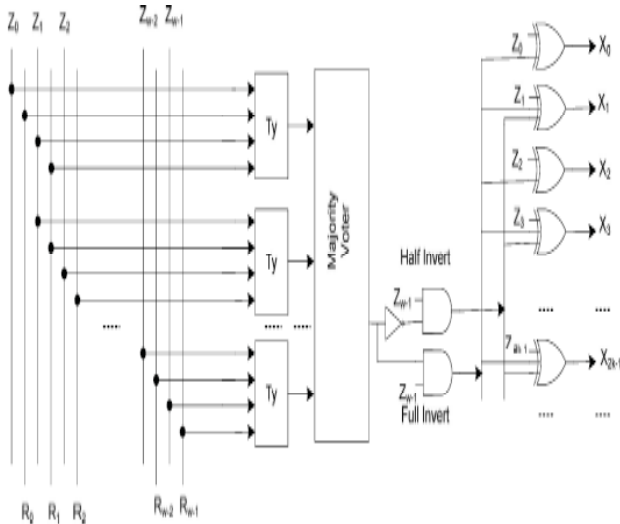 Z0 Z1 Z2 Zw-2 Zw-1
Z0 X0
Ty
Z1 X1
Majority
Voter
Z2 X2
Ty
Z3 X3
Half Invert
Zw-1
..... ..... .....
.... ....
Ty
X2k-1
Zw-1
Full Invert
.... ....
R0 R1 R2 Rw-2 Rw-1